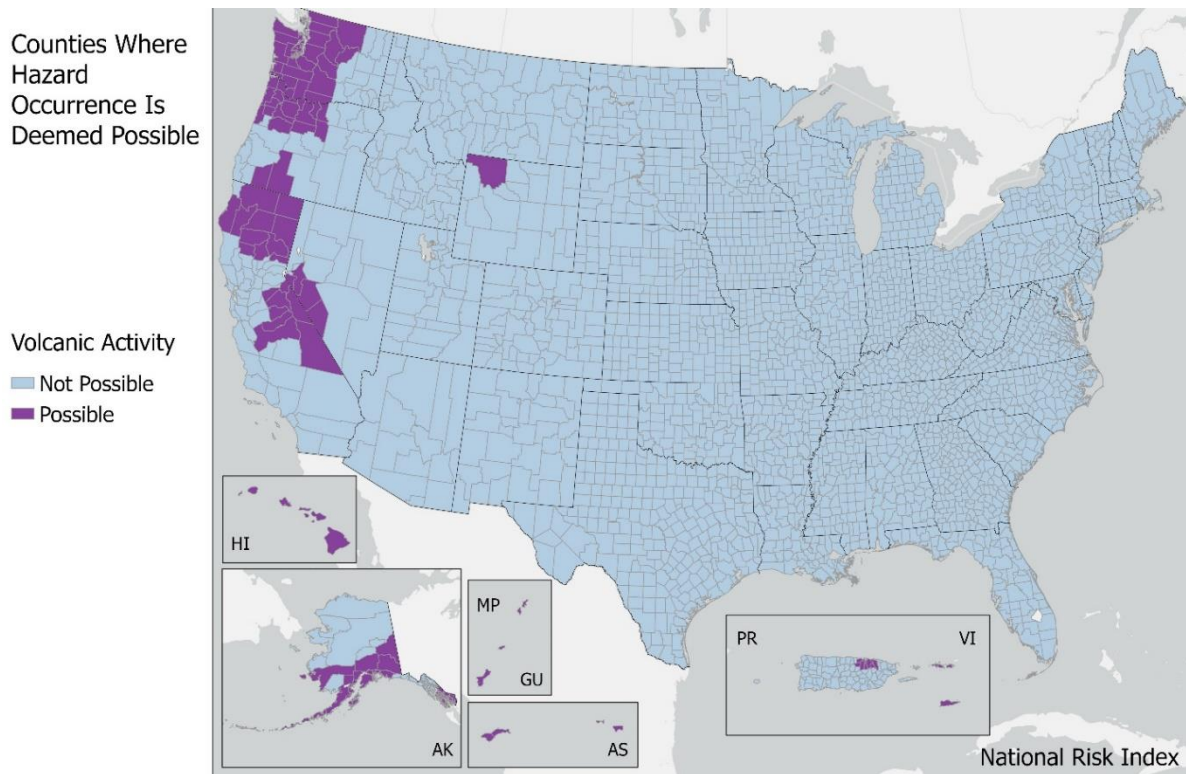 Counties Where
Hazard
Occurrence Is
Deemed Possible
Volcanic Activity
Not Possible
Possible
HI
AK
MP
GU
AS
PR
VI
National Risk Index